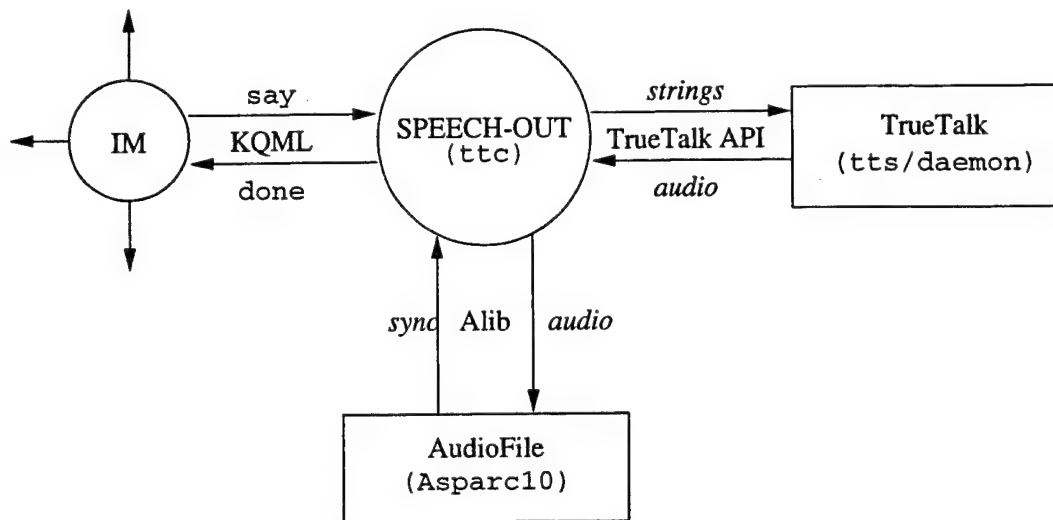 IM
say
KQML
done
SPEECH-OUT
(ttc)
strings
TrueTalk API
audio
TrueTalk
(tts/daemon)
sync
Alib
audio
AudioFile
(Asparc10)